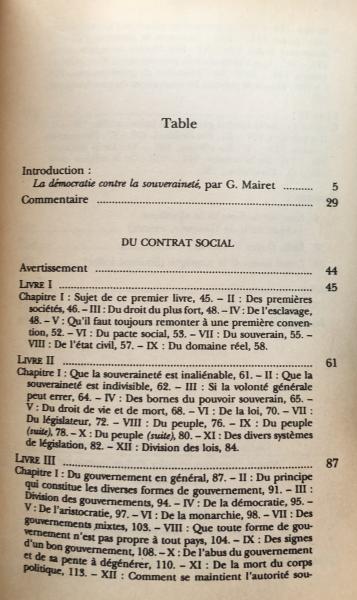 Table
Introduction :
La démocratie contre la souveraineté, par G. Mairet .......... 5
Commentaire .......... 29
DU CONTRAT SOCIAL
Avertissement .......... 44
LIVRE I .......... 45
Chapitre I : Sujet de ce premier livre, 45. – II : Des premières
sociétés, 46. – III : Du droit du plus fort, 48. – IV : De l'esclavage,
48. – V : Qu'il faut toujours remonter à une première conven-
tion, 52. – VI : Du pacte social, 53. – VII : Du souverain, 55. –
VIII : De l'état civil, 57. – IX : Du domaine réel, 58.
LIVRE II .......... 61
Chapitre I : Que la souveraineté est inaliénable, 61. – II : Que la
souveraineté est indivisible, 62. – III : Si la volonté générale
peut errer, 64. – IV : Des bornes du pouvoir souverain, 65. –
V : Du droit de vie et de mort, 68. – VI : De la loi, 70. – VII :
Du législateur, 72. – VIII : Du peuple, 76. – IX : Du peuple
(suite), 78. – X : Du peuple (suite), 80. – XI : Des divers systèmes
de législation, 82. – XII : Division des lois, 84.
LIVRE III .......... 87
Chapitre I : Du gouvernement en général, 87. – II : Du principe
qui constitue les diverses formes de gouvernement, 91. – III :
Division des gouvernements, 94. – IV : De la démocratie, 95. –
V : De l'aristocratie, 97. – VI : De la monarchie, 98. – VII : Des
gouvernements mixtes, 103. – VIII : Que toute forme de gou-
vernement n'est pas propre à tout pays, 104. – IX : Des signes
d'un bon gouvernement, 108. – X : De l'abus du gouvernement
et de sa pente à dégénérer, 110. – XI : De la mort du corps
politique, 113. – XII : Comment se maintient l'autorité sou-